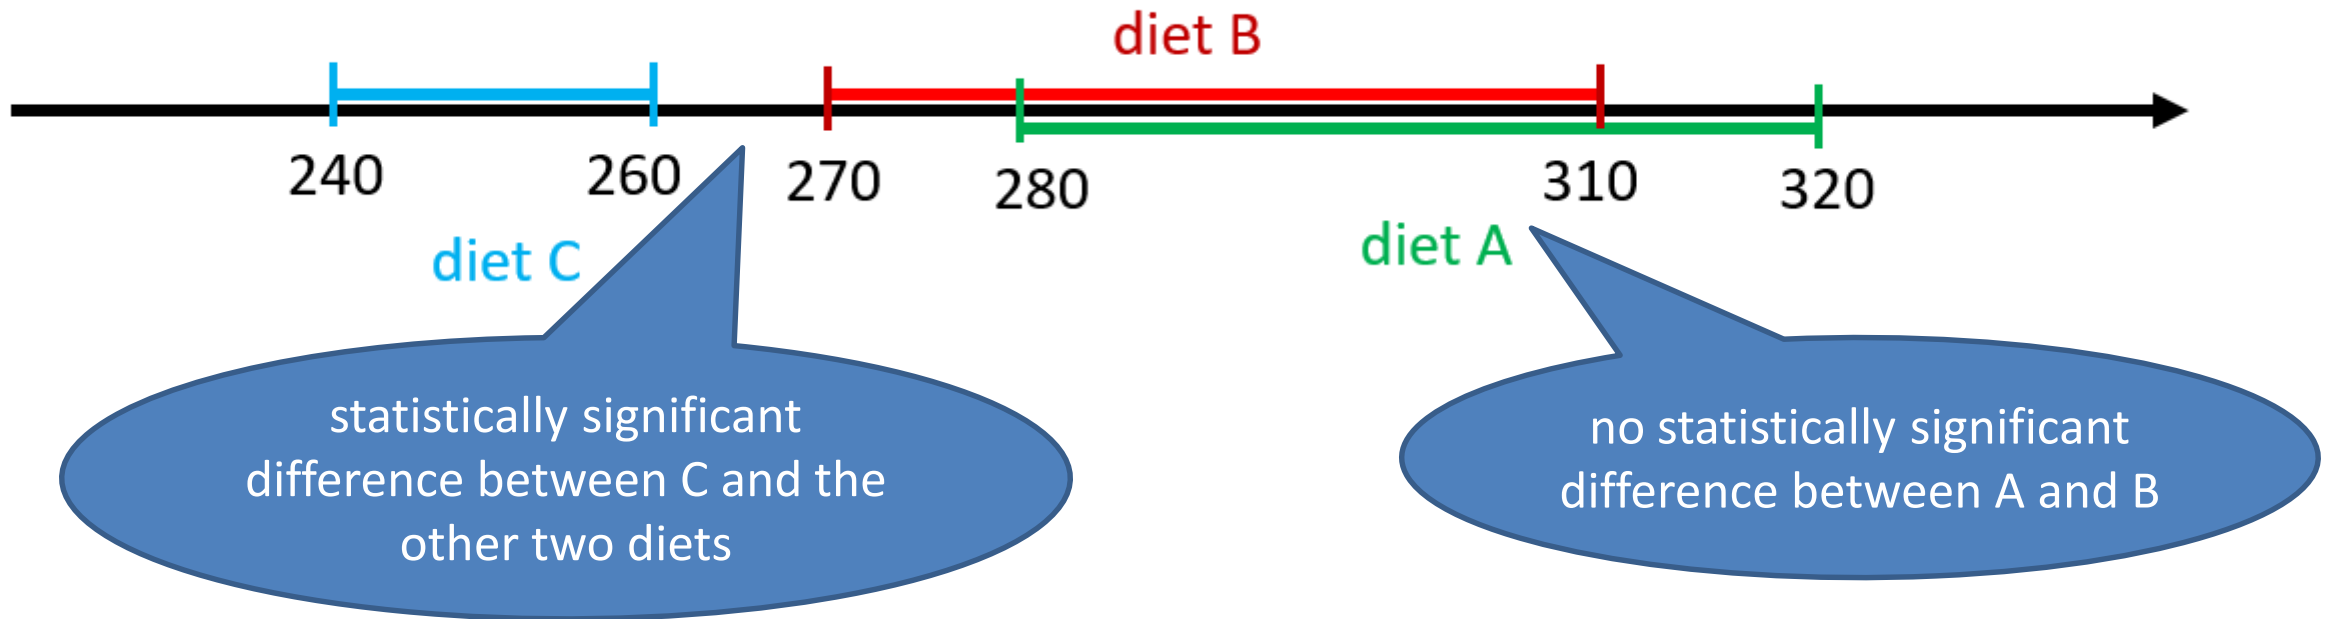 diet B
240
260
270
280
310
320
diet C
diet A
statistically significant
difference between C and the
other two diets
no statistically significant
difference between A and B